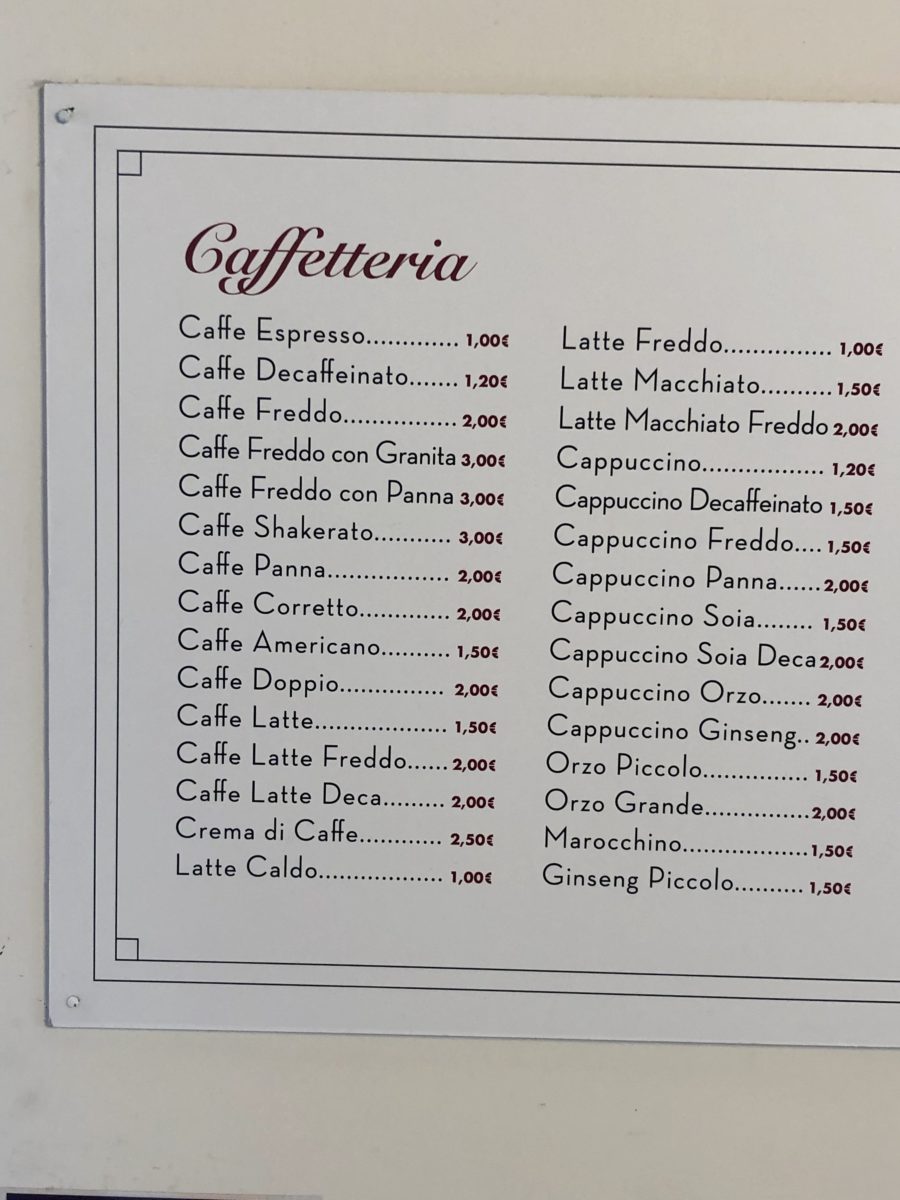 Caffetteria
Caffe Espresso............. 1,00€
Caffe Decaffeinato....... 1,20€
Caffe Freddo................ 2,00€
Caffe Freddo con Granita 3,00€
Caffe Freddo con Panna 3,00€
Caffe Shakerato........... 3,00€
Caffe Panna................. 2,00€
Caffe Corretto............. 2,00€
Caffe Americano.......... 1,50€
Caffe Doppio............... 2,00€
Caffe Latte................... 1,50€
Caffe Latte Freddo...... 2,00€
Caffe Latte Deca......... 2,00€
Crema di Caffe............ 2,50€
Latte Caldo.................. 1,00€
Latte Freddo............... 1,00€
Latte Macchiato.......... 1,50€
Latte Macchiato Freddo 2,00€
Cappuccino................. 1,20€
Cappuccino Decaffeinato 1,50€
Cappuccino Freddo.... 1,50€
Cappuccino Panna...... 2,00€
Cappuccino Soia........ 1,50€
Cappuccino Soia Deca 2,00€
Cappuccino Orzo....... 2,00€
Cappuccino Ginseng.. 2,00€
Orzo Piccolo............... 1,50€
Orzo Grande............... 2,00€
Marocchino.................. 1,50€
Ginseng Piccolo.......... 1,50€